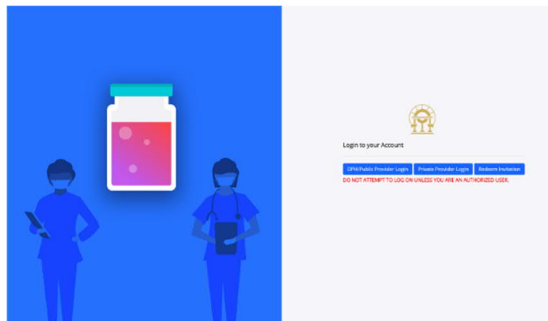 Login to your Account
DPH/Public Provider Login Private Provider Login Redeem Invitation
DO NOT ATTEMPT TO LOG ON UNLESS YOU ARE AN AUTHORIZED USER.